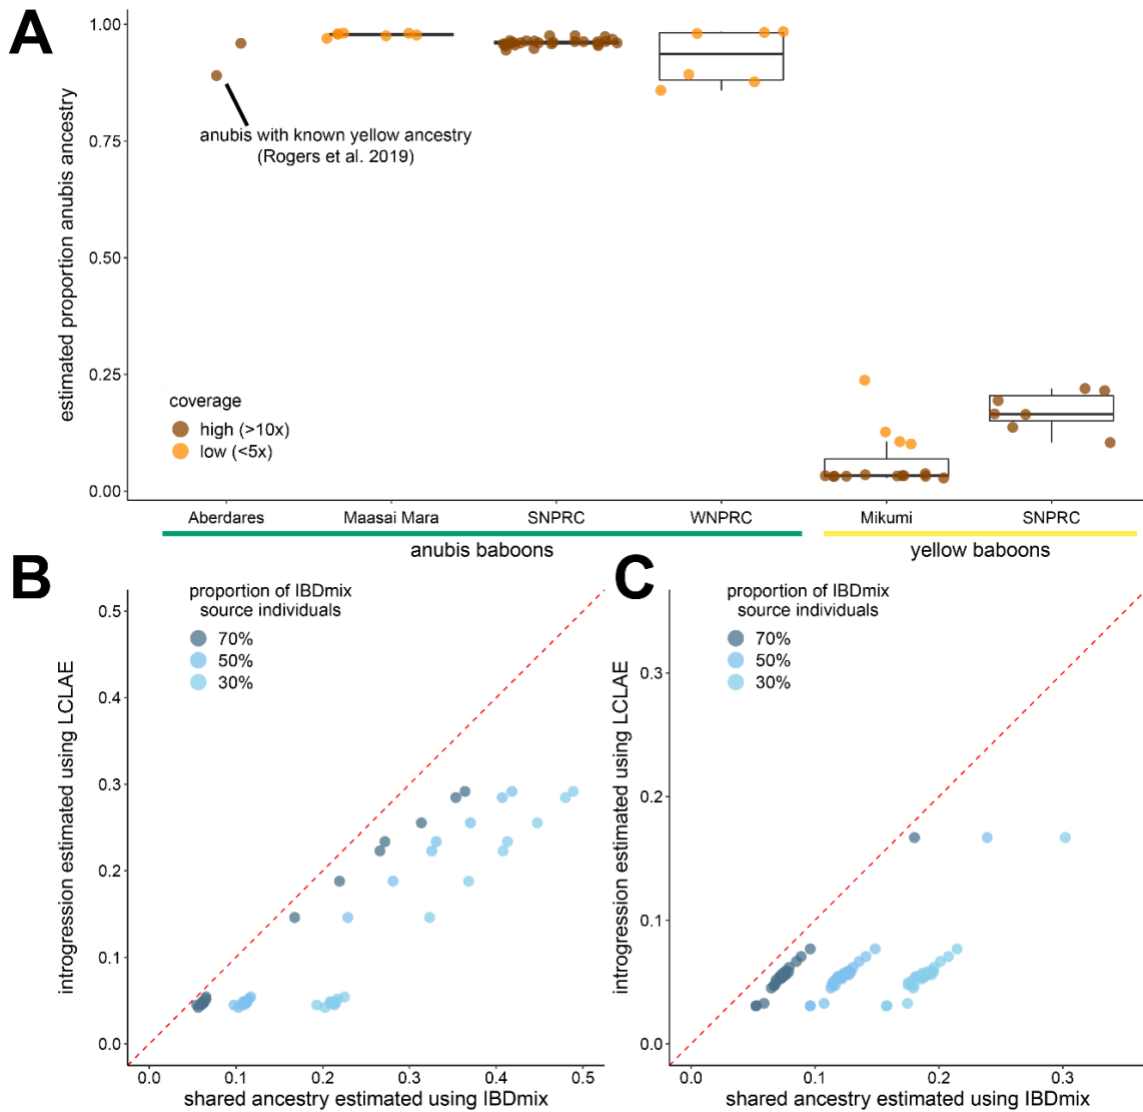 A
estimated proportion anubis ancestry
1.00
0.75
0.50
0.25
0.00
anubis with known yellow ancestry
(Rogers et al. 2019)
coverage
high (>10x)
low (<5x)
Aberdares
Maasai Mara
SNPRC
WNPRC
Mikumi
SNPRC
anubis baboons
yellow baboons
B
proportion of IBDmix
source individuals
70%
50%
30%
introgression estimated using LCLAE
0.5
0.4
0.3
0.2
0.1
0.0
0.0
0.1
0.2
0.3
0.4
0.5
shared ancestry estimated using IBDmix
C
proportion of IBDmix
source individuals
70%
50%
30%
introgression estimated using LCLAE
0.3
0.2
0.1
0.0
0.0
0.1
0.2
0.3
shared ancestry estimated using IBDmix